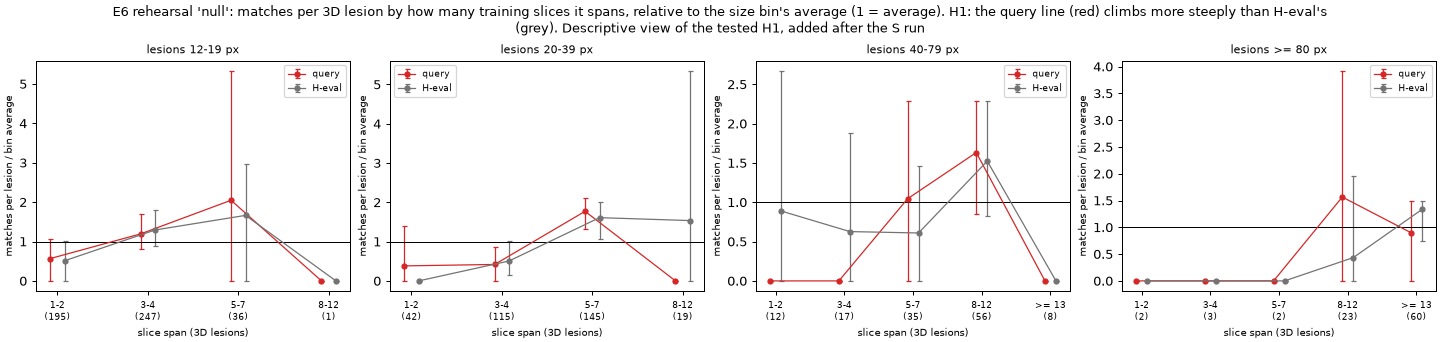 E6 rehearsal 'null': matches per 3D lesion by how many training slices it spans, relative to the size bin's average (1 = average). H1: the query line (red) climbs more steeply than H-eval's
(grey). Descriptive view of the tested H1, added after the S run
lesions 12-19 px
matches per lesion / bin average
5
4
3
2
1
0
query
H-eval
1-2 3-4 5-7 8-12
(195) (247) (36) (1)
slice span (3D lesions)
lesions 20-39 px
matches per lesion / bin average
5
4
3
2
1
0
query
H-eval
1-2 3-4 5-7 8-12
(42) (115) (145) (19)
slice span (3D lesions)
lesions 40-79 px
matches per lesion / bin average
2.5
2.0
1.5
1.0
0.5
0.0
query
H-eval
1-2 3-4 5-7 8-12 >= 13
(12) (17) (35) (56) (8)
slice span (3D lesions)
lesions >= 80 px
matches per lesion / bin average
4.0
3.5
3.0
2.5
2.0
1.5
1.0
0.5
0.0
query
H-eval
1-2 3-4 5-7 8-12 >= 13
(2) (3) (2) (23) (60)
slice span (3D lesions)